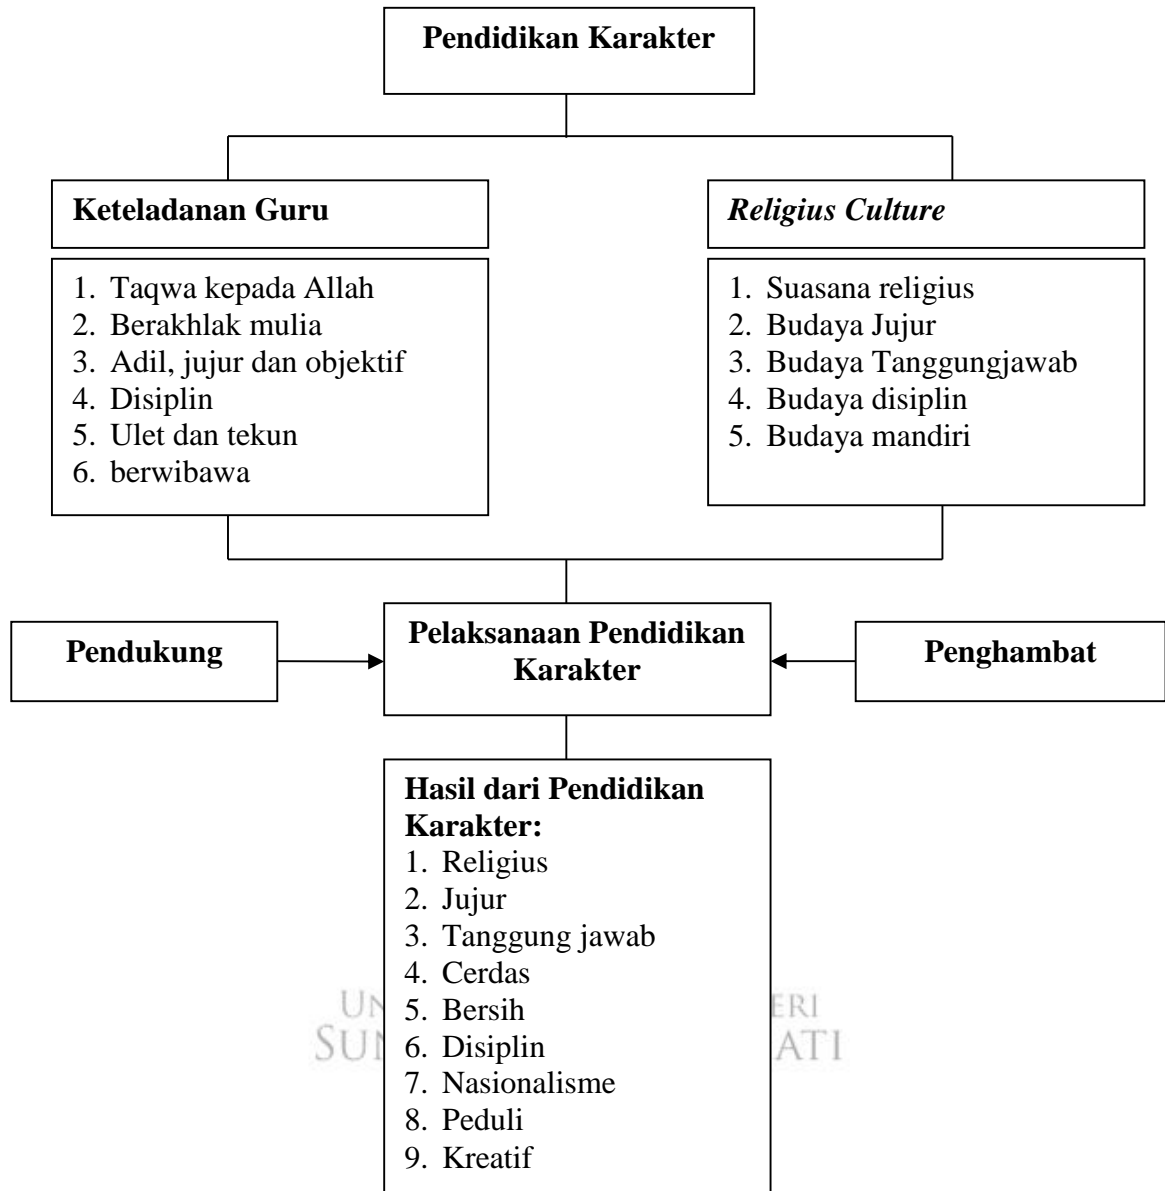 Pendidikan Karakter
Keteladanan Guru
1. Taqwa kepada Allah
2. Berakhlak mulia
3. Adil, jujur dan objektif
4. Disiplin
5. Ulet dan tekun
6. berwibawa
Religius Culture
1. Suasana religius
2. Budaya Jujur
3. Budaya Tanggungjawab
4. Budaya disiplin
5. Budaya mandiri
Pendukung
Pelaksanaan Pendidikan
Karakter
Penghambat
Hasil dari Pendidikan
Karakter:
1. Religius
2. Jujur
3. Tanggung jawab
4. Cerdas
5. Bersih
6. Disiplin
7. Nasionalisme
8. Peduli
9. Kreatif